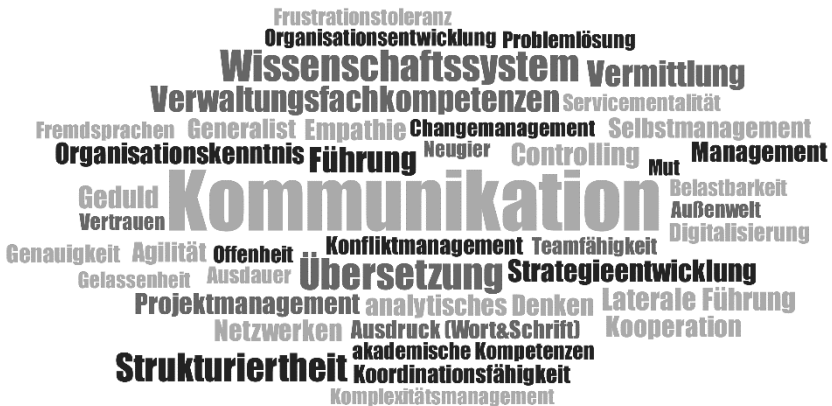 Frustrationstoleranz
Organisationsentwicklung Problemlösung
Wissenschaftssystem Vermittlung
Verwaltungsfachkompetenzen Servicementalität
Fremdsprachen Generalist Empathie Changemanagement Selbstmanagement
Organisationskenntnis Führung Neugier Controlling Mut Management
Geduld Kommunikation Belastbarkeit
Vertrauen Außenwelt
Digitalisierung
Genauigkeit Agilität Offenheit Konfliktmanagement Teamfähigkeit
Gelassenheit Ausdauer Übersetzung Strategieentwicklung
Projektmanagement analytisches Denken Laterale Führung
Netzwerken Ausdruck (Wort&Schrift) Kooperation
Strukturiertheit akademische Kompetenzen
Koordinationsfähigkeit
Komplexitätsmanagement